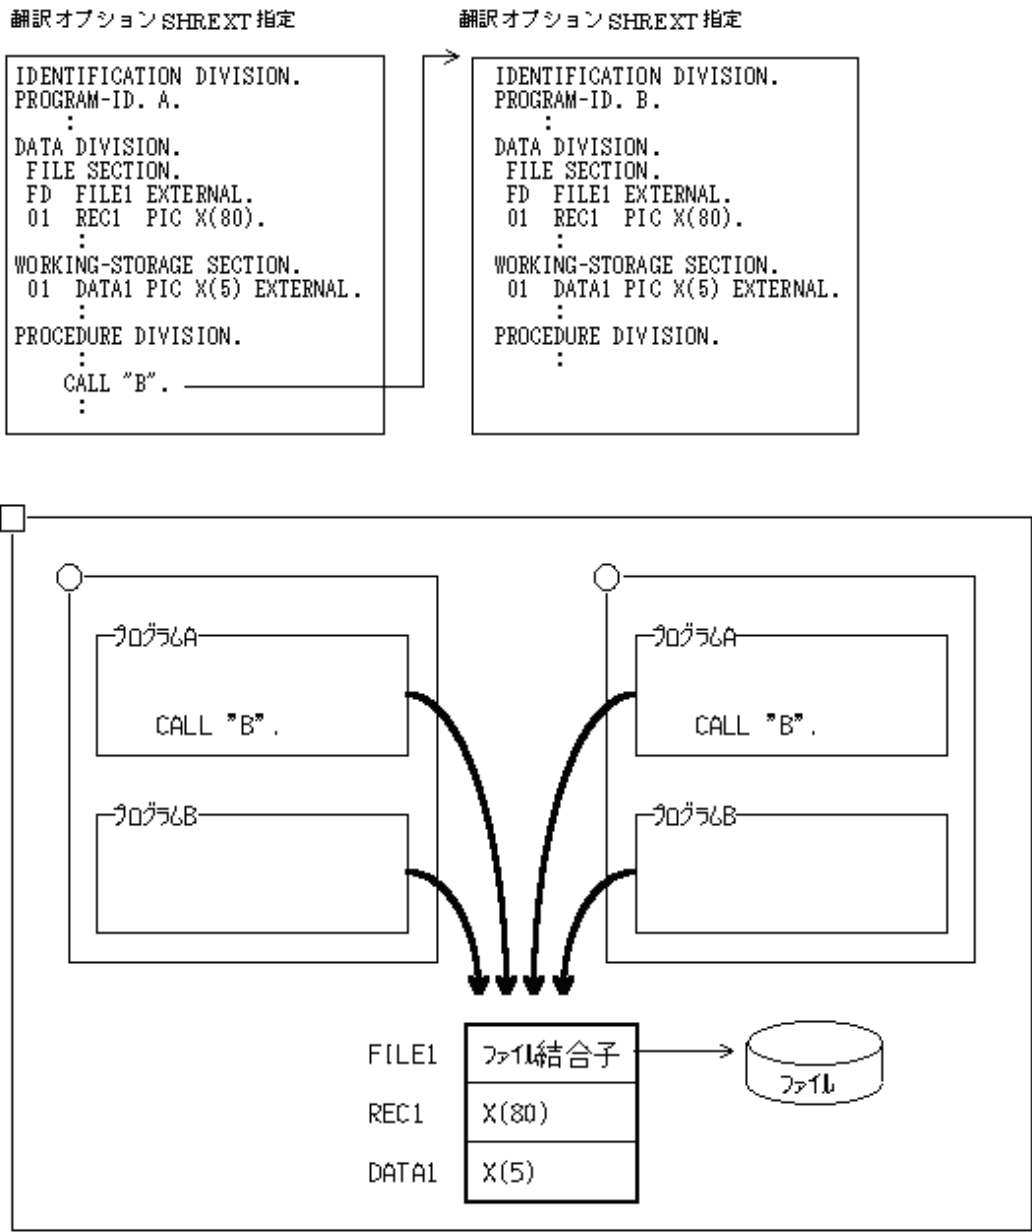 翻訳オプションSHREXT指定
IDENTIFICATION DIVISION.
PROGRAM-ID. A.
:
DATA DIVISION.
FILE SECTION.
FD FILE1 EXTERNAL.
01 REC1 PIC X(80).
:
WORKING-STORAGE SECTION.
01 DATA1 PIC X(5) EXTERNAL.
:
PROCEDURE DIVISION.
:
CALL "B".
:
翻訳オプションSHREXT指定
IDENTIFICATION DIVISION.
PROGRAM-ID. B.
:
DATA DIVISION.
FILE SECTION.
FD FILE1 EXTERNAL.
01 REC1 PIC X(80).
:
WORKING-STORAGE SECTION.
01 DATA1 PIC X(5) EXTERNAL.
:
PROCEDURE DIVISION.
:
プログラムA
CALL "B".
プログラムB
プログラムA
CALL "B".
プログラムB
FILE1 ファイル結合子
ファイル
REC1 X(80)
DATA1 X(5)